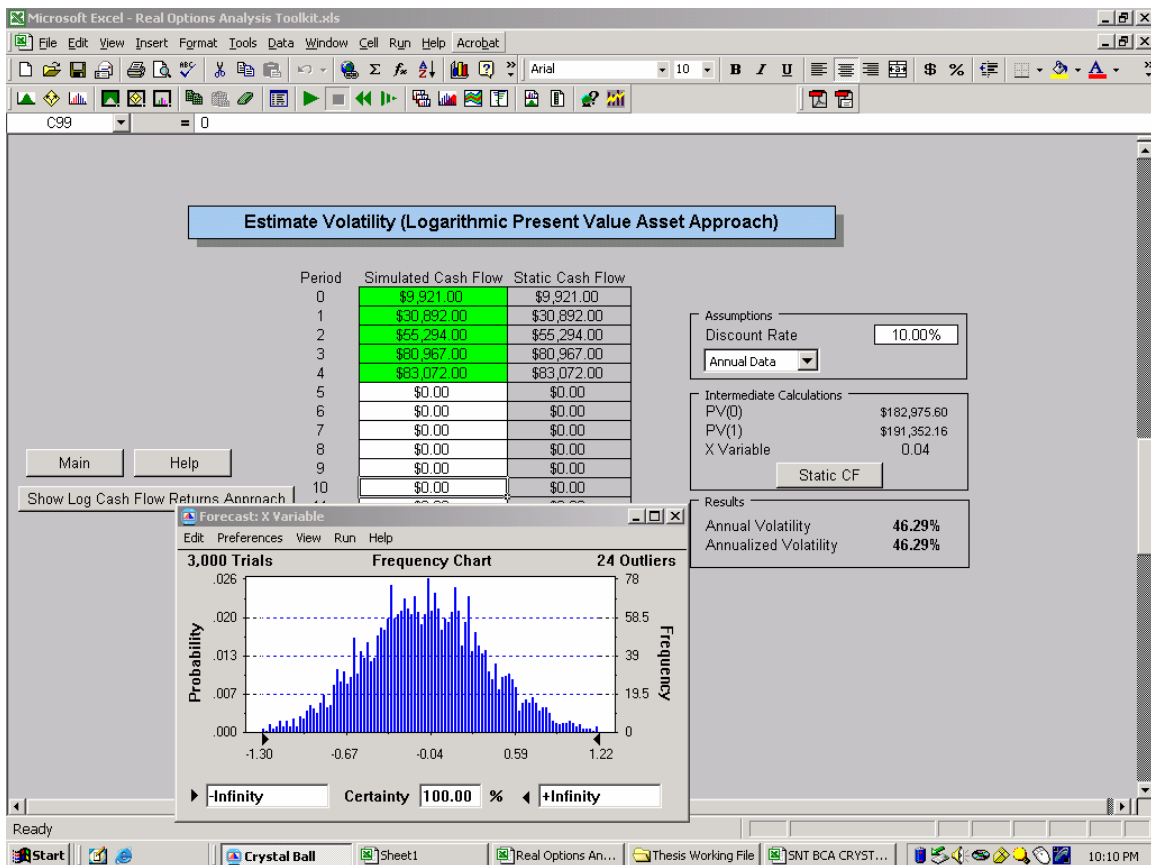 Microsoft Excel - Real Options Analysis Toolkit.xls
File Edit View Insert Format Tools Data Window Cell Run Help Acrobat
Arial 10 B I U $ %
C99 = 0
Estimate Volatility (Logarithmic Present Value Asset Approach)
Period Simulated Cash Flow Static Cash Flow
0 $9,921.00 $9,921.00
1 $30,892.00 $30,892.00
2 $55,294.00 $55,294.00
3 $80,967.00 $80,967.00
4 $83,072.00 $83,072.00
5 $0.00 $0.00
6 $0.00 $0.00
7 $0.00 $0.00
8 $0.00 $0.00
9 $0.00 $0.00
10 $0.00 $0.00
Assumptions
Discount Rate 10.00%
Annual Data
Intermediate Calculations
PV(0) $182,975.60
PV(1) $191,352.16
X Variable 0.04
Static CF
Results
Annual Volatility 46.29%
Annualized Volatility 46.29%
Main Help
Show Log Cash Flow Returns Approach
Forecast: X Variable
Edit Preferences View Run Help
3,000 Trials Frequency Chart 24 Outliers
.026 78
.020 58.5
.013 39
.007 19.5
.000 0
Probability
Frequency
-1.30 -0.67 -0.04 0.59 1.22
-Infinity Certainty 100.00 % +Infinity
Ready
Start Crystal Ball Sheet1 Real Options An... Thesis Working File SNT BCA CRYST... 10:10 PM